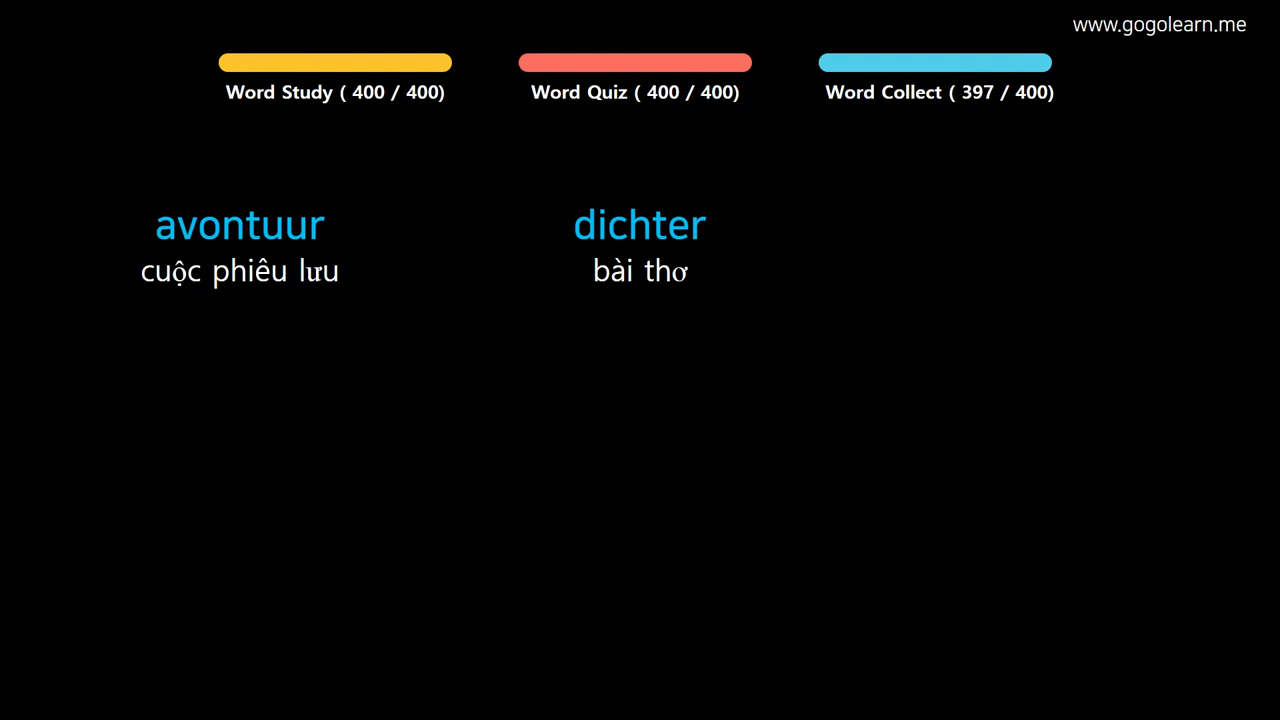 www.gogolearn.me
Word Study ( 400 / 400)
Word Quiz ( 400 / 400)
Word Collect ( 397 / 400)
avontuur
cuộc phiêu lưu
dichter
bài thơ